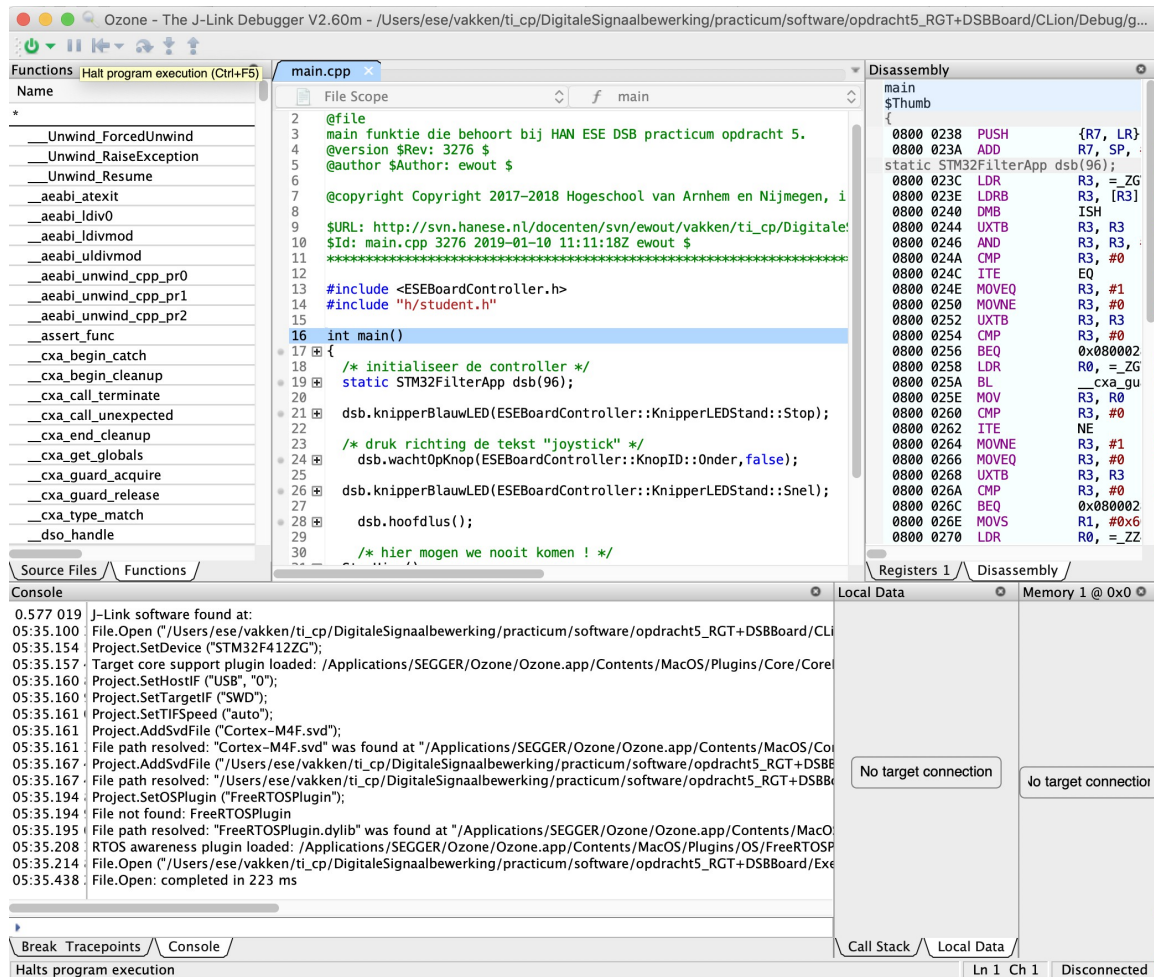 Ozone - The J-Link Debugger V2.60m - /Users/ese/vakken/ti_cp/DigitaleSignaalbewerking/practicum/software/opdracht5_RGT+DSBBoard/CLion/Debug/g...
Functions
Halt program execution (Ctrl+F5)
Name
*
___Unwind_ForcedUnwind
___Unwind_RaiseException
___Unwind_Resume
__aeabi_atexit
__aeabi_ldiv0
__aeabi_ldivmod
__aeabi_uldivmod
__aeabi_unwind_cpp_pr0
__aeabi_unwind_cpp_pr1
__aeabi_unwind_cpp_pr2
__assert_func
__cxa_begin_catch
__cxa_begin_cleanup
__cxa_call_terminate
__cxa_call_unexpected
__cxa_end_cleanup
__cxa_get_globals
__cxa_guard_acquire
__cxa_guard_release
__cxa_type_match
__dso_handle
Source Files Functions
main.cpp
File Scope f main
2 @file
3 main funktie die behoort bij HAN ESE DSB practicum opdracht 5.
4 @version $Rev: 3276 $
5 @author $Author: ewout $
6
7 @copyright Copyright 2017-2018 Hogeschool van Arnhem en Nijmegen, i
8
9 $URL: http://svn.hanese.nl/docenten/svn/ewout/vakken/ti_cp/Digitale
10 $Id: main.cpp 3276 2019-01-10 11:11:18Z ewout $
11 ********************************************************************
12
13 #include <ESEBoardController.h>
14 #include "h/student.h"
15
16 int main()
17 {
18 /* initialiseer de controller */
19 static STM32FilterApp dsb(96);
20
21 dsb.knipperBlauwLED(ESEBoardController::KnipperLEDStand::Stop);
22
23 /* druk richting de tekst "joystick" */
24 dsb.wachtOpKnop(ESEBoardController::KnopID::Onder,false);
25
26 dsb.knipperBlauwLED(ESEBoardController::KnipperLEDStand::Snel);
27
28 dsb.hoofdlus();
29
30 /* hier mogen we nooit komen ! */
Disassembly
main
$Thumb
{
0800 0238 PUSH {R7, LR}
0800 023A ADD R7, SP,
static STM32FilterApp dsb(96);
0800 023C LDR R3, =_ZG
0800 023E LDRB R3, [R3]
0800 0240 DMB ISH
0800 0244 UXTB R3, R3
0800 0246 AND R3, R3,
0800 024A CMP R3, #0
0800 024C ITE EQ
0800 024E MOVEQ R3, #1
0800 0250 MOVNE R3, #0
0800 0252 UXTB R3, R3
0800 0254 CMP R3, #0
0800 0256 BEQ 0x080002
0800 0258 LDR R0, =_ZG
0800 025A BL __cxa_gu
0800 025E MOV R3, R0
0800 0260 CMP R3, #0
0800 0262 ITE NE
0800 0264 MOVNE R3, #1
0800 0266 MOVEQ R3, #0
0800 0268 UXTB R3, R3
0800 026A CMP R3, #0
0800 026C BEQ 0x080002
0800 026E MOVS R1, #0x6
0800 0270 LDR R0, =_ZZ
Registers 1 Disassembly
Console
0.577 019 J-Link software found at:
05:35.100 File.Open ("/Users/ese/vakken/ti_cp/DigitaleSignaalbewerking/practicum/software/opdracht5_RGT+DSBBoard/CLi
05:35.154 Project.SetDevice ("STM32F412ZG");
05:35.157 Target core support plugin loaded: /Applications/SEGGER/Ozone/Ozone.app/Contents/MacOS/Plugins/Core/Core
05:35.160 Project.SetHostIF ("USB", "0");
05:35.160 Project.SetTargetIF ("SWD");
05:35.161 Project.SetTIFSpeed ("auto");
05:35.161 Project.AddSvdFile ("Cortex-M4F.svd");
05:35.161 File path resolved: "Cortex-M4F.svd" was found at "/Applications/SEGGER/Ozone/Ozone.app/Contents/MacOS/Co
05:35.167 Project.AddSvdFile ("/Users/ese/vakken/ti_cp/DigitaleSignaalbewerking/practicum/software/opdracht5_RGT+DSB
05:35.167 File path resolved: "/Users/ese/vakken/ti_cp/DigitaleSignaalbewerking/practicum/software/opdracht5_RGT+DSB
05:35.194 Project.SetOSPlugin ("FreeRTOSPlugin");
05:35.194 File not found: FreeRTOSPlugin
05:35.195 File path resolved: "FreeRTOSPlugin.dylib" was found at "/Applications/SEGGER/Ozone/Ozone.app/Contents/MacO
05:35.208 RTOS awareness plugin loaded: /Applications/SEGGER/Ozone/Ozone.app/Contents/MacOS/Plugins/OS/FreeRTOSP
05:35.214 File.Open ("/Users/ese/vakken/ti_cp/DigitaleSignaalbewerking/practicum/software/opdracht5_RGT+DSBBoard/Exe
05:35.438 File.Open: completed in 223 ms
Break Tracepoints Console
Local Data
No target connection
Call Stack Local Data
Memory 1 @ 0x0
No target connection
Halts program execution
Ln 1 Ch 1 Disconnected